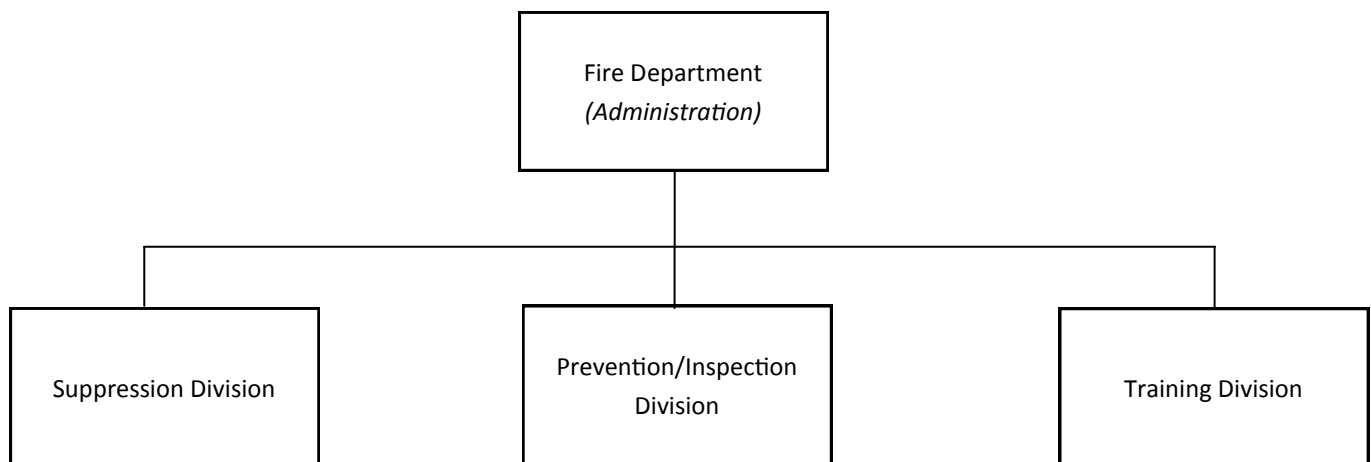 Fire Department
(Administration)
Suppression Division
Prevention/Inspection
Division
Training Division